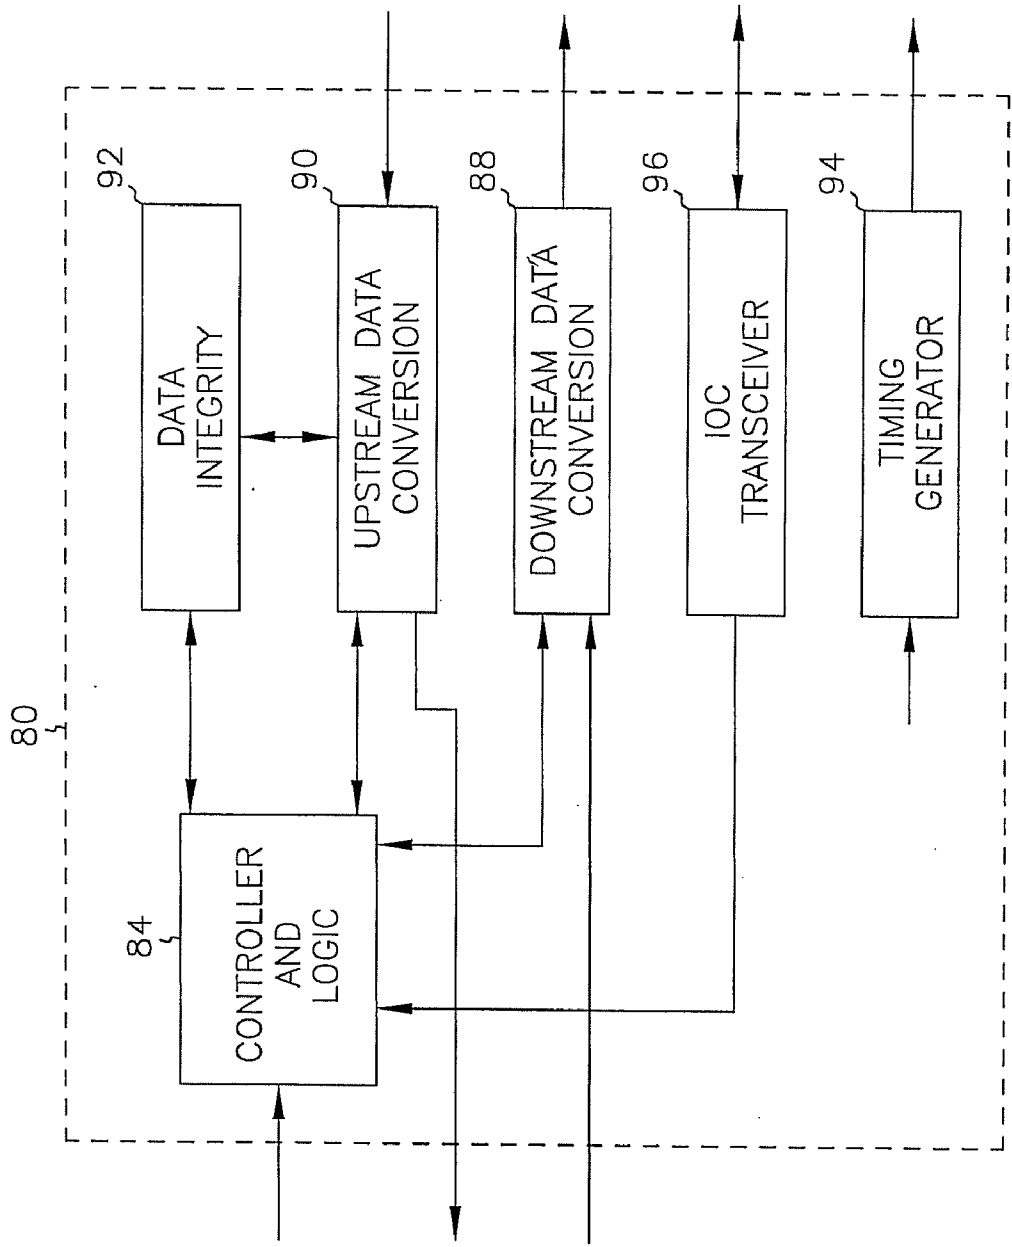 80
92
DATA
INTEGRITY
90
UPSTREAM DATA
CONVERSION
84
CONTROLLER
AND
LOGIC
88
DOWNSTREAM DATA
CONVERSION
96
IOC
TRANSCEIVER
94
TIMING
GENERATOR